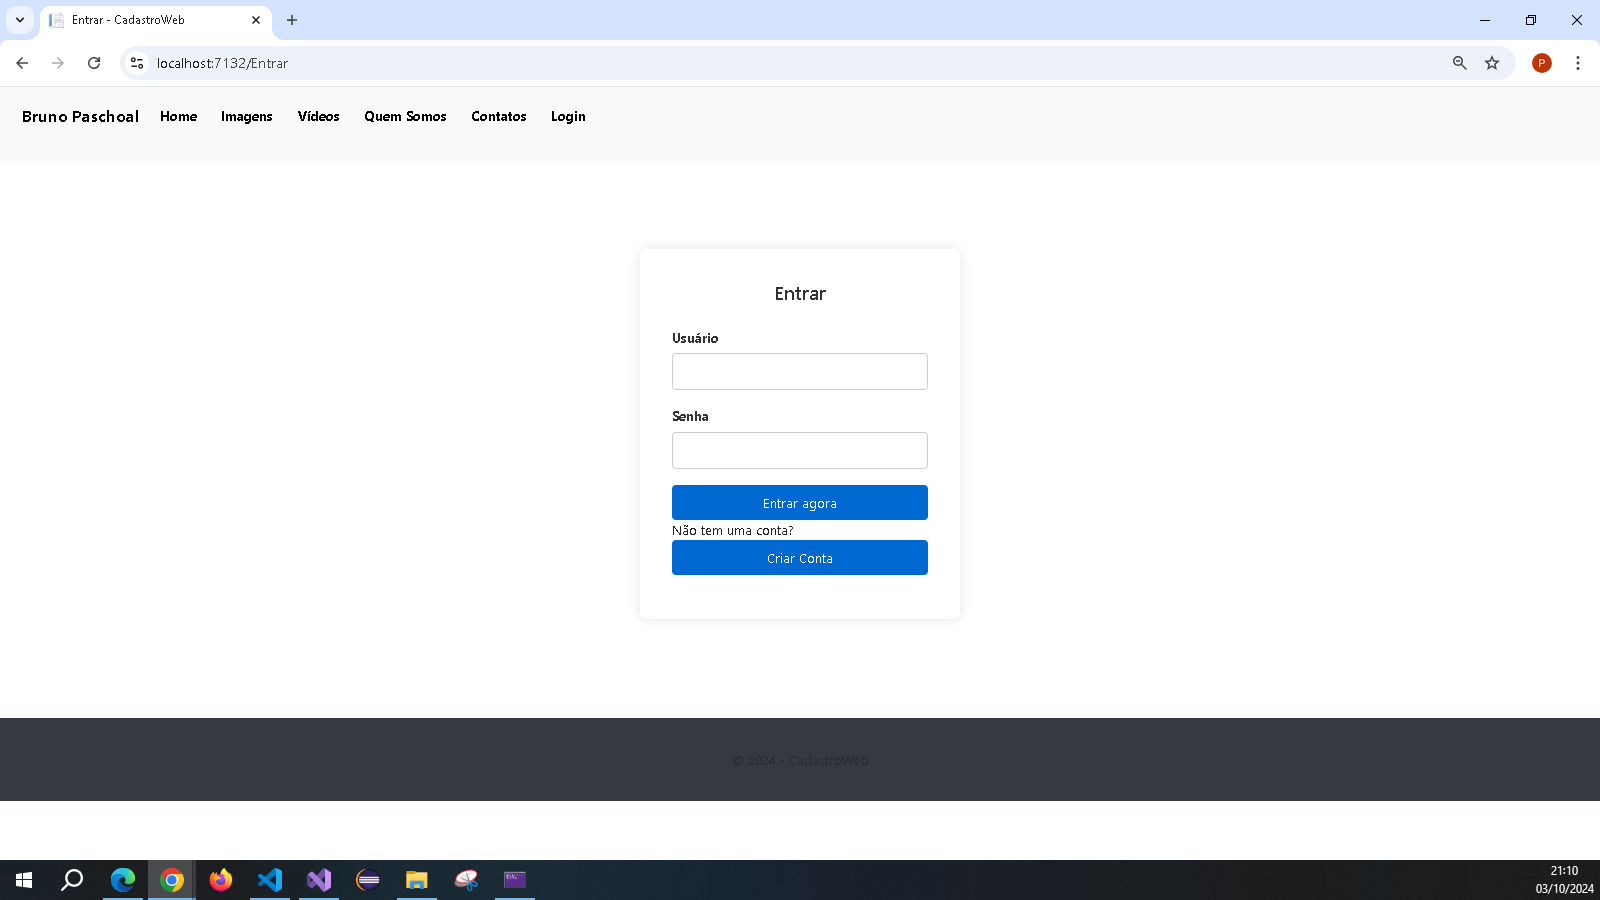 Entrar - CadastroWeb
localhost:7132/Entrar
P
Bruno Paschoal Home Imagens Vídeos Quem Somos Contatos Login
Entrar
Usuário
Senha
Entrar agora
Não tem uma conta?
Criar Conta
© 2024 - CadastroWeb
21:10
03/10/2024